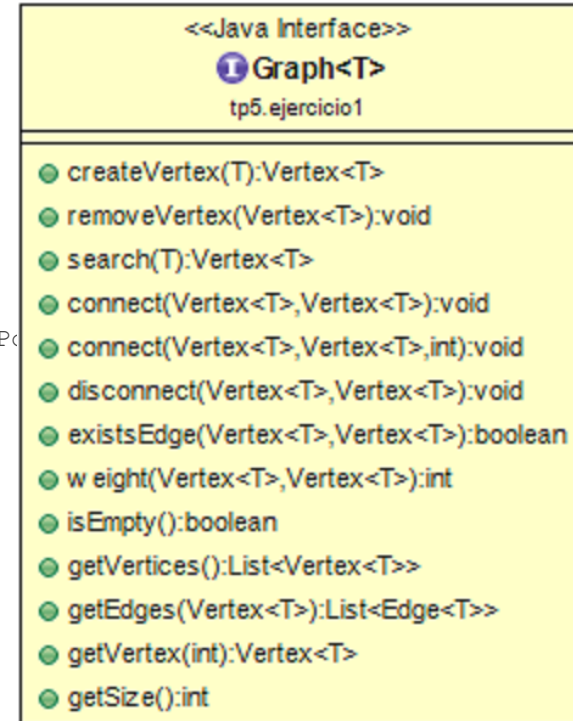 <<Java Interface>>
Graph<T>
tp5.ejercicio1
createVertex(T):Vertex<T>
removeVertex(Vertex<T>):void
search(T):Vertex<T>
connect(Vertex<T>,Vertex<T>):void
connect(Vertex<T>,Vertex<T>,int):void
disconnect(Vertex<T>,Vertex<T>):void
existsEdge(Vertex<T>,Vertex<T>):boolean
w eight(Vertex<T>,Vertex<T>):int
isEmpty():boolean
getVertices():List<Vertex<T>>
getEdges(Vertex<T>):List<Edge<T>>
getVertex(int):Vertex<T>
getSize():int